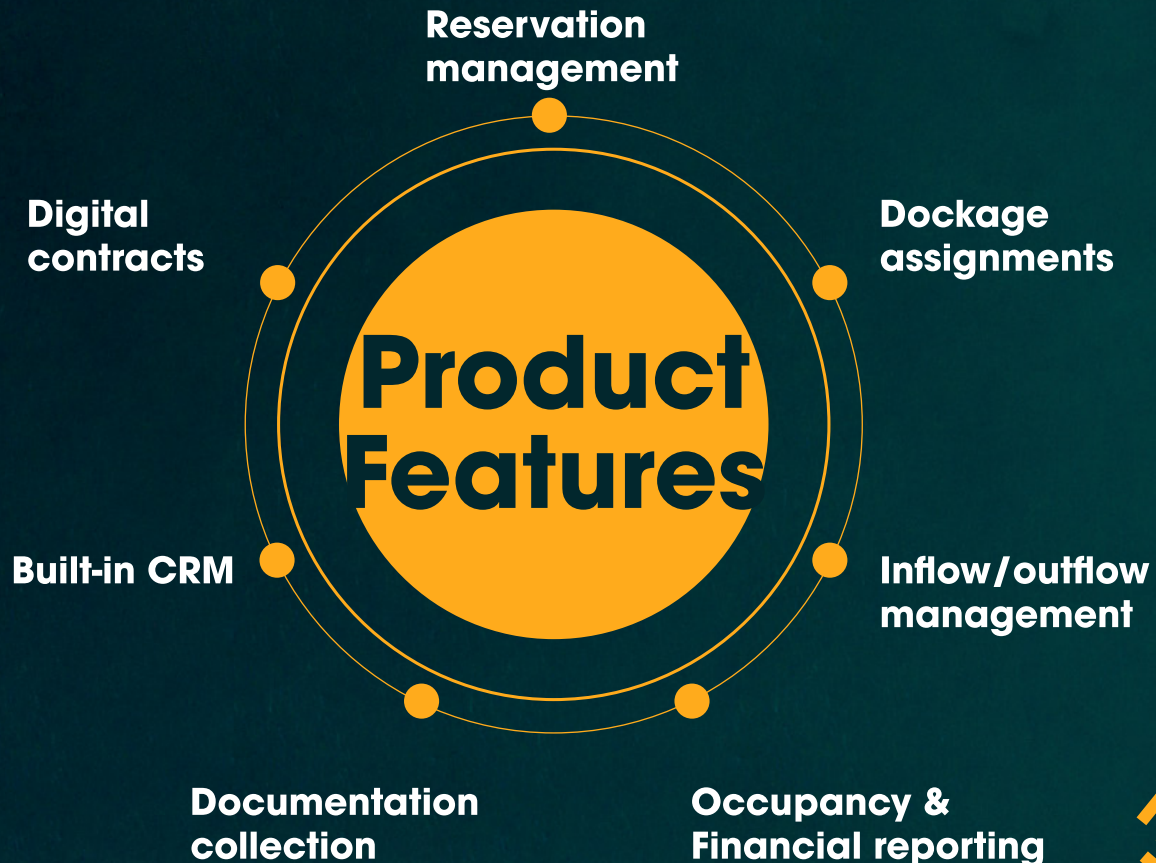 Reservation
management
Digital
contracts
Dockage
assignments
Product
Features
Built-in CRM
Inflow/outflow
management
Documentation
collection
Occupancy &
Financial reporting